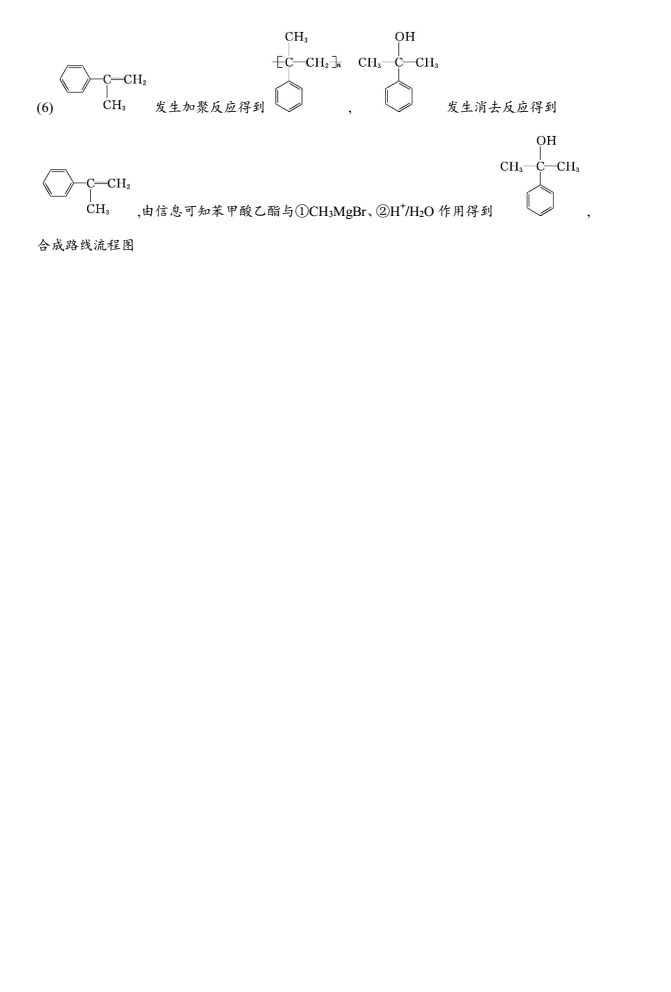 CH₃ OH
C—CH₂ ⁅C—CH₂⁆ₙ CH₃—C—CH₃
(6) CH₃ 发生加聚反应得到 , 发生消去反应得到
OH
C—CH₂ CH₃—C—CH₃
CH₃ ,由信息可知苯甲酸乙酯与①CH₃MgBr、②H⁺/H₂O 作用得到 ,
合成路线流程图